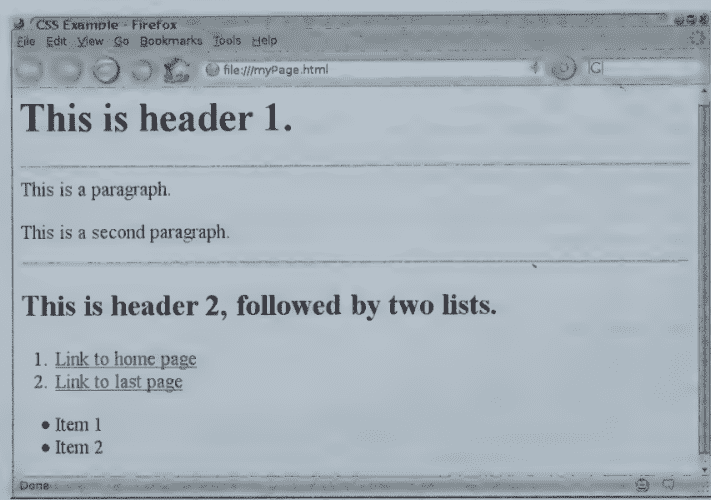 CSS Example - Firefox
File Edit View Go Bookmarks Tools Help
file:///myPage.html
G
This is header 1.
This is a paragraph.
This is a second paragraph.
This is header 2, followed by two lists.
1. Link to home page
2. Link to last page
● Item 1
● Item 2
Done